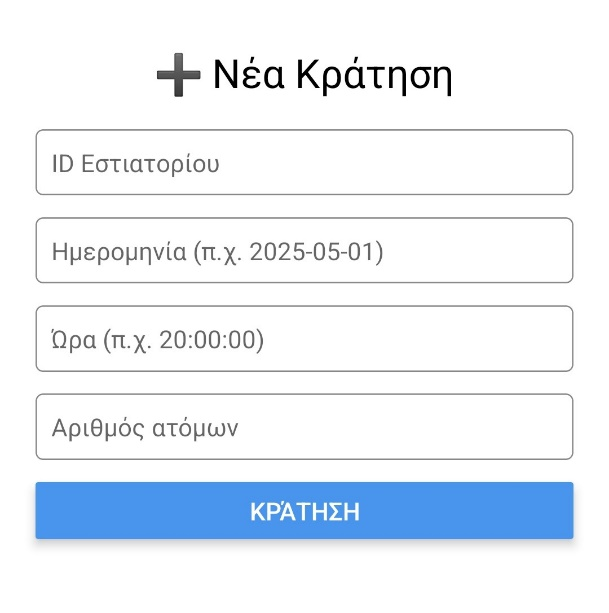 ➕ Νέα Κράτηση
ID Εστιατορίου
Ημερομηνία (π.χ. 2025-05-01)
Ώρα (π.χ. 20:00:00)
Αριθμός ατόμων
ΚΡΆΤΗΣΗ